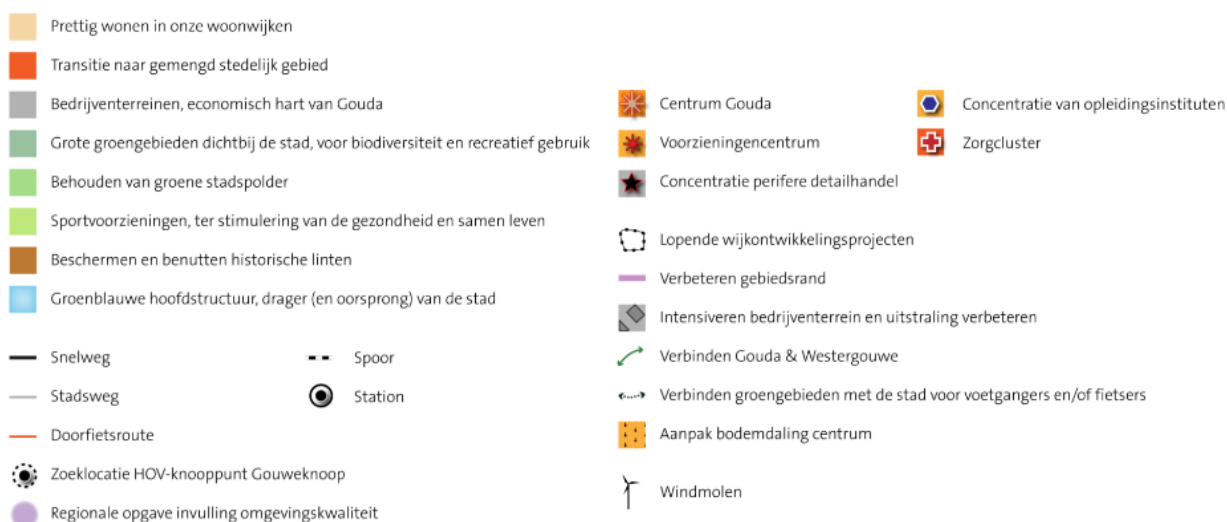 Prettig wonen in onze woonwijken
Transitie naar gemengd stedelijk gebied
Bedrijventerreinen, economisch hart van Gouda
Grote groengebieden dichtbij de stad, voor biodiversiteit en recreatief gebruik
Behouden van groene stadspolder
Sportvoorzieningen, ter stimulering van de gezondheid en samen leven
Beschermen en benutten historische linten
Groenblauwe hoofdstructuur, drager (en oorsprong) van de stad
Snelweg
Stadsweg
Doorfietsroute
Zoeklocatie HOV-knooppunt Gouweknoop
Regionale opgave invulling omgevingskwaliteit
Spoor
Station
Centrum Gouda
Voorzieningencentrum
Concentratie perifere detailhandel
Concentratie van opleidingsinstituten
Zorgcluster
Lopende wijkontwikkelingsprojecten
Verbeteren gebiedsrand
Intensiveren bedrijventerrein en uitstraling verbeteren
Verbinden Gouda & Westergouwe
Verbinden groengebieden met de stad voor voetgangers en/of fietsers
Aanpak bodemdaling centrum
Windmolen